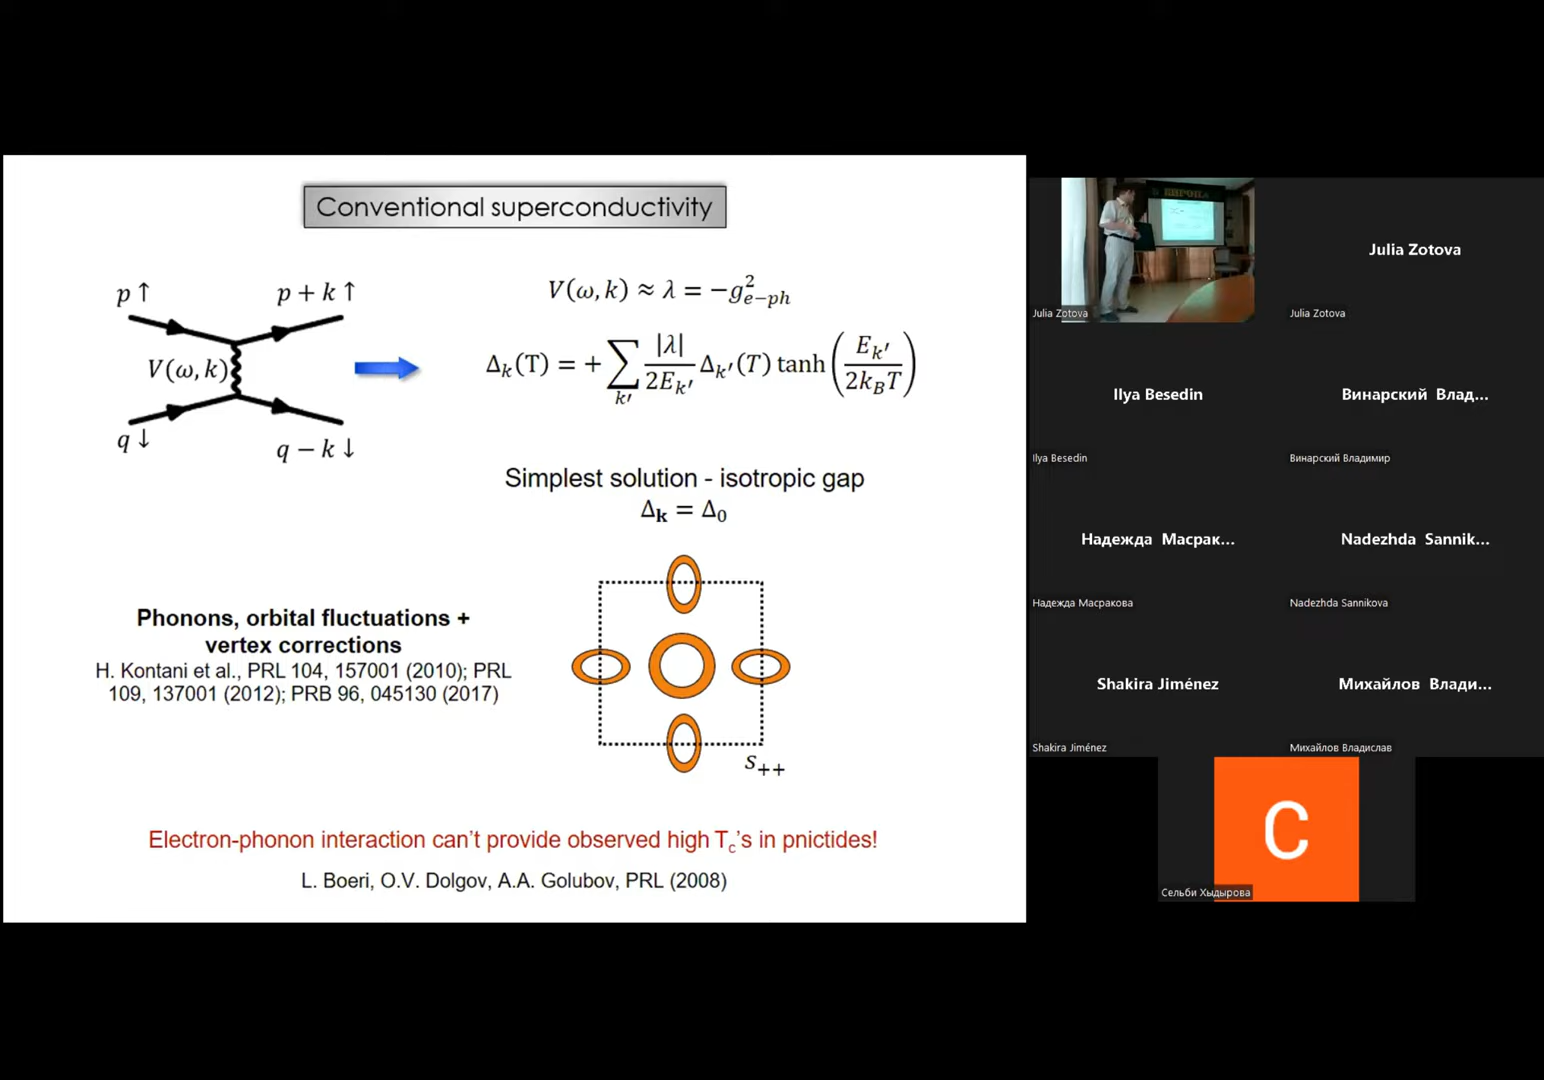 Conventional superconductivity
p ↑
p + k ↑
V(ω, k)
q ↓
q − k ↓
V(ω, k) ≈ λ = −g²ₑ₋ₚₕ
Δₖ(T) = + ∑ₖ′ |λ| / 2Eₖ′ Δₖ′(T) tanh (Eₖ′ / 2k_BT)
Simplest solution - isotropic gap
Δₖ = Δ₀
Phonons, orbital fluctuations +
vertex corrections
H. Kontani et al., PRL 104, 157001 (2010); PRL
109, 137001 (2012); PRB 96, 045130 (2017)
s₊₊
Electron-phonon interaction can't provide observed high T_c's in pnictides!
L. Boeri, O.V. Dolgov, A.A. Golubov, PRL (2008)
Julia Zotova
Julia Zotova
Julia Zotova
Ilya Besedin
Винарский Влад...
Ilya Besedin
Винарский Владимир
Надежда Масрак...
Nadezhda Sannik...
Надежда Масракова
Nadezhda Sannikova
Shakira Jiménez
Михайлов Влади...
Shakira Jiménez
Михайлов Владислав
С
Сельби Хыдырова